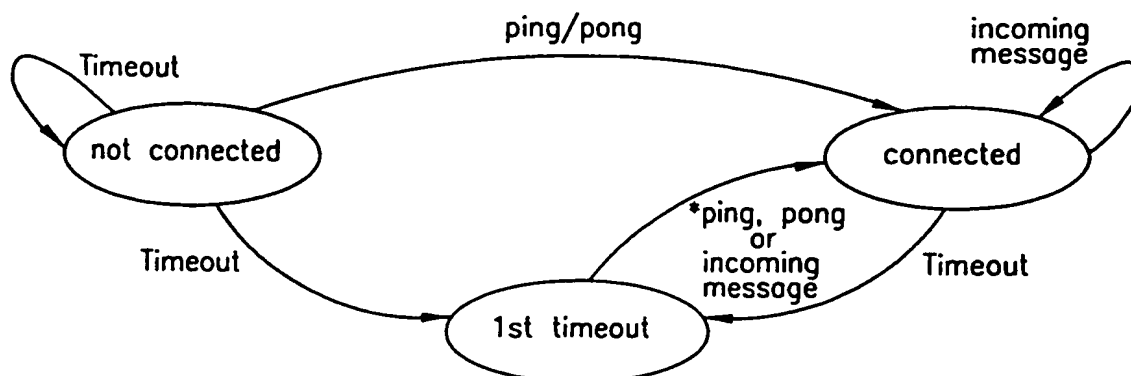 ping/pong
incoming
message
Timeout
not connected
connected
*ping, pong
or
incoming
message
Timeout
Timeout
1st timeout